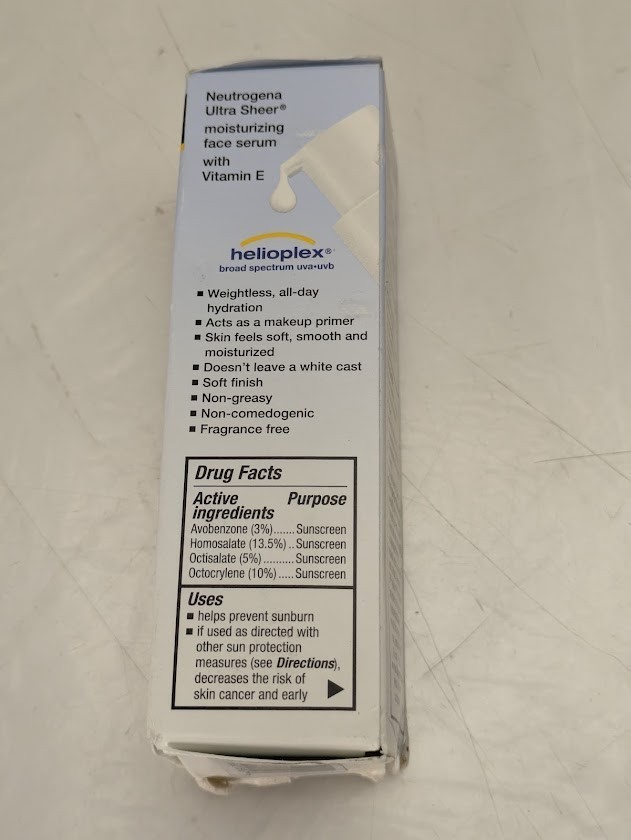 Neutrogena
Ultra Sheer®
moisturizing
face serum
with
Vitamin E
helioplex®
broad spectrum uva•uvb
▪ Weightless, all-day
hydration
▪ Acts as a makeup primer
▪ Skin feels soft, smooth and
moisturized
▪ Doesn't leave a white cast
▪ Soft finish
▪ Non-greasy
▪ Non-comedogenic
▪ Fragrance free
Drug Facts
Active Purpose
ingredients
Avobenzone (3%)....... Sunscreen
Homosalate (13.5%).. Sunscreen
Octisalate (5%).......... Sunscreen
Octocrylene (10%)..... Sunscreen
Uses
▪ helps prevent sunburn
▪ if used as directed with
other sun protection
measures (see Directions),
decreases the risk of
skin cancer and early